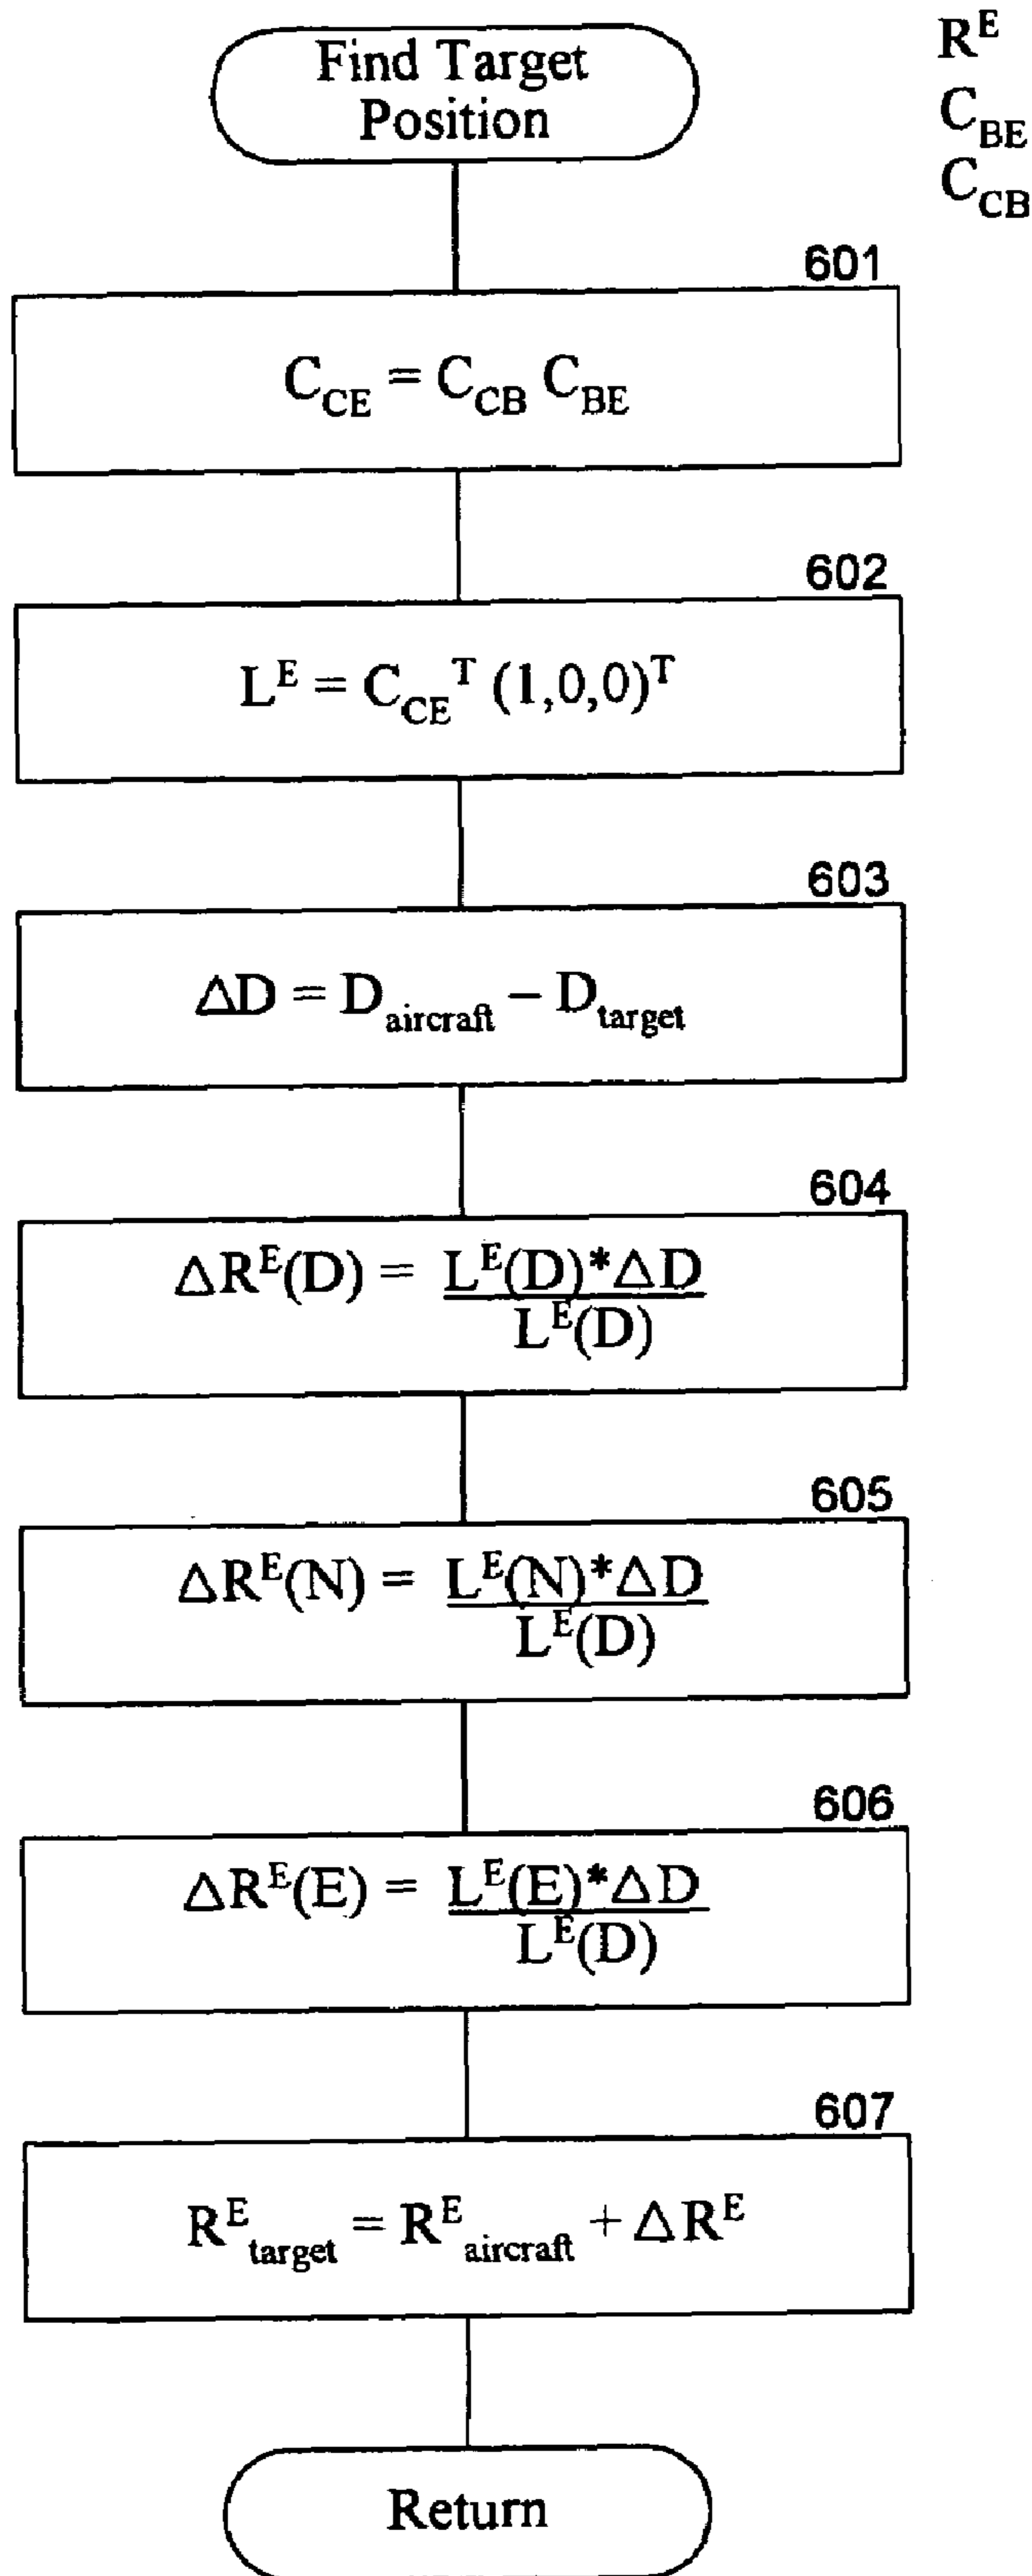 Find Target
Position
R^E
C_BE
C_CB
601
C_CE = C_CB C_BE
602
L^E = C_CE^T (1,0,0)^T
603
ΔD = D_aircraft − D_target
604
ΔR^E(D) = L^E(D)*ΔD
L^E(D)
605
ΔR^E(N) = L^E(N)*ΔD
L^E(D)
606
ΔR^E(E) = L^E(E)*ΔD
L^E(D)
607
R^E_target = R^E_aircraft + ΔR^E
Return